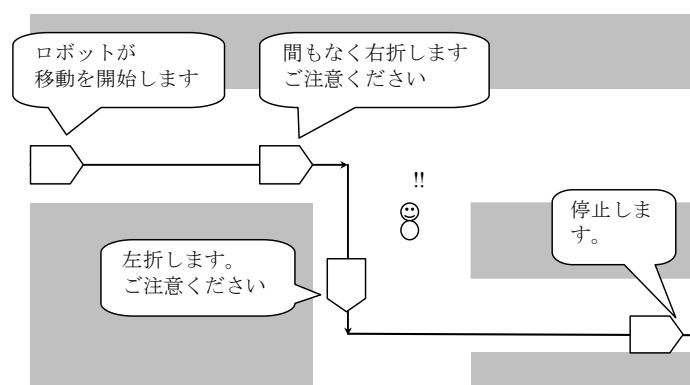 ロボットが
移動を開始します
間もなく右折します
ご注意ください
!!
停止しま
す。
左折します。
ご注意ください